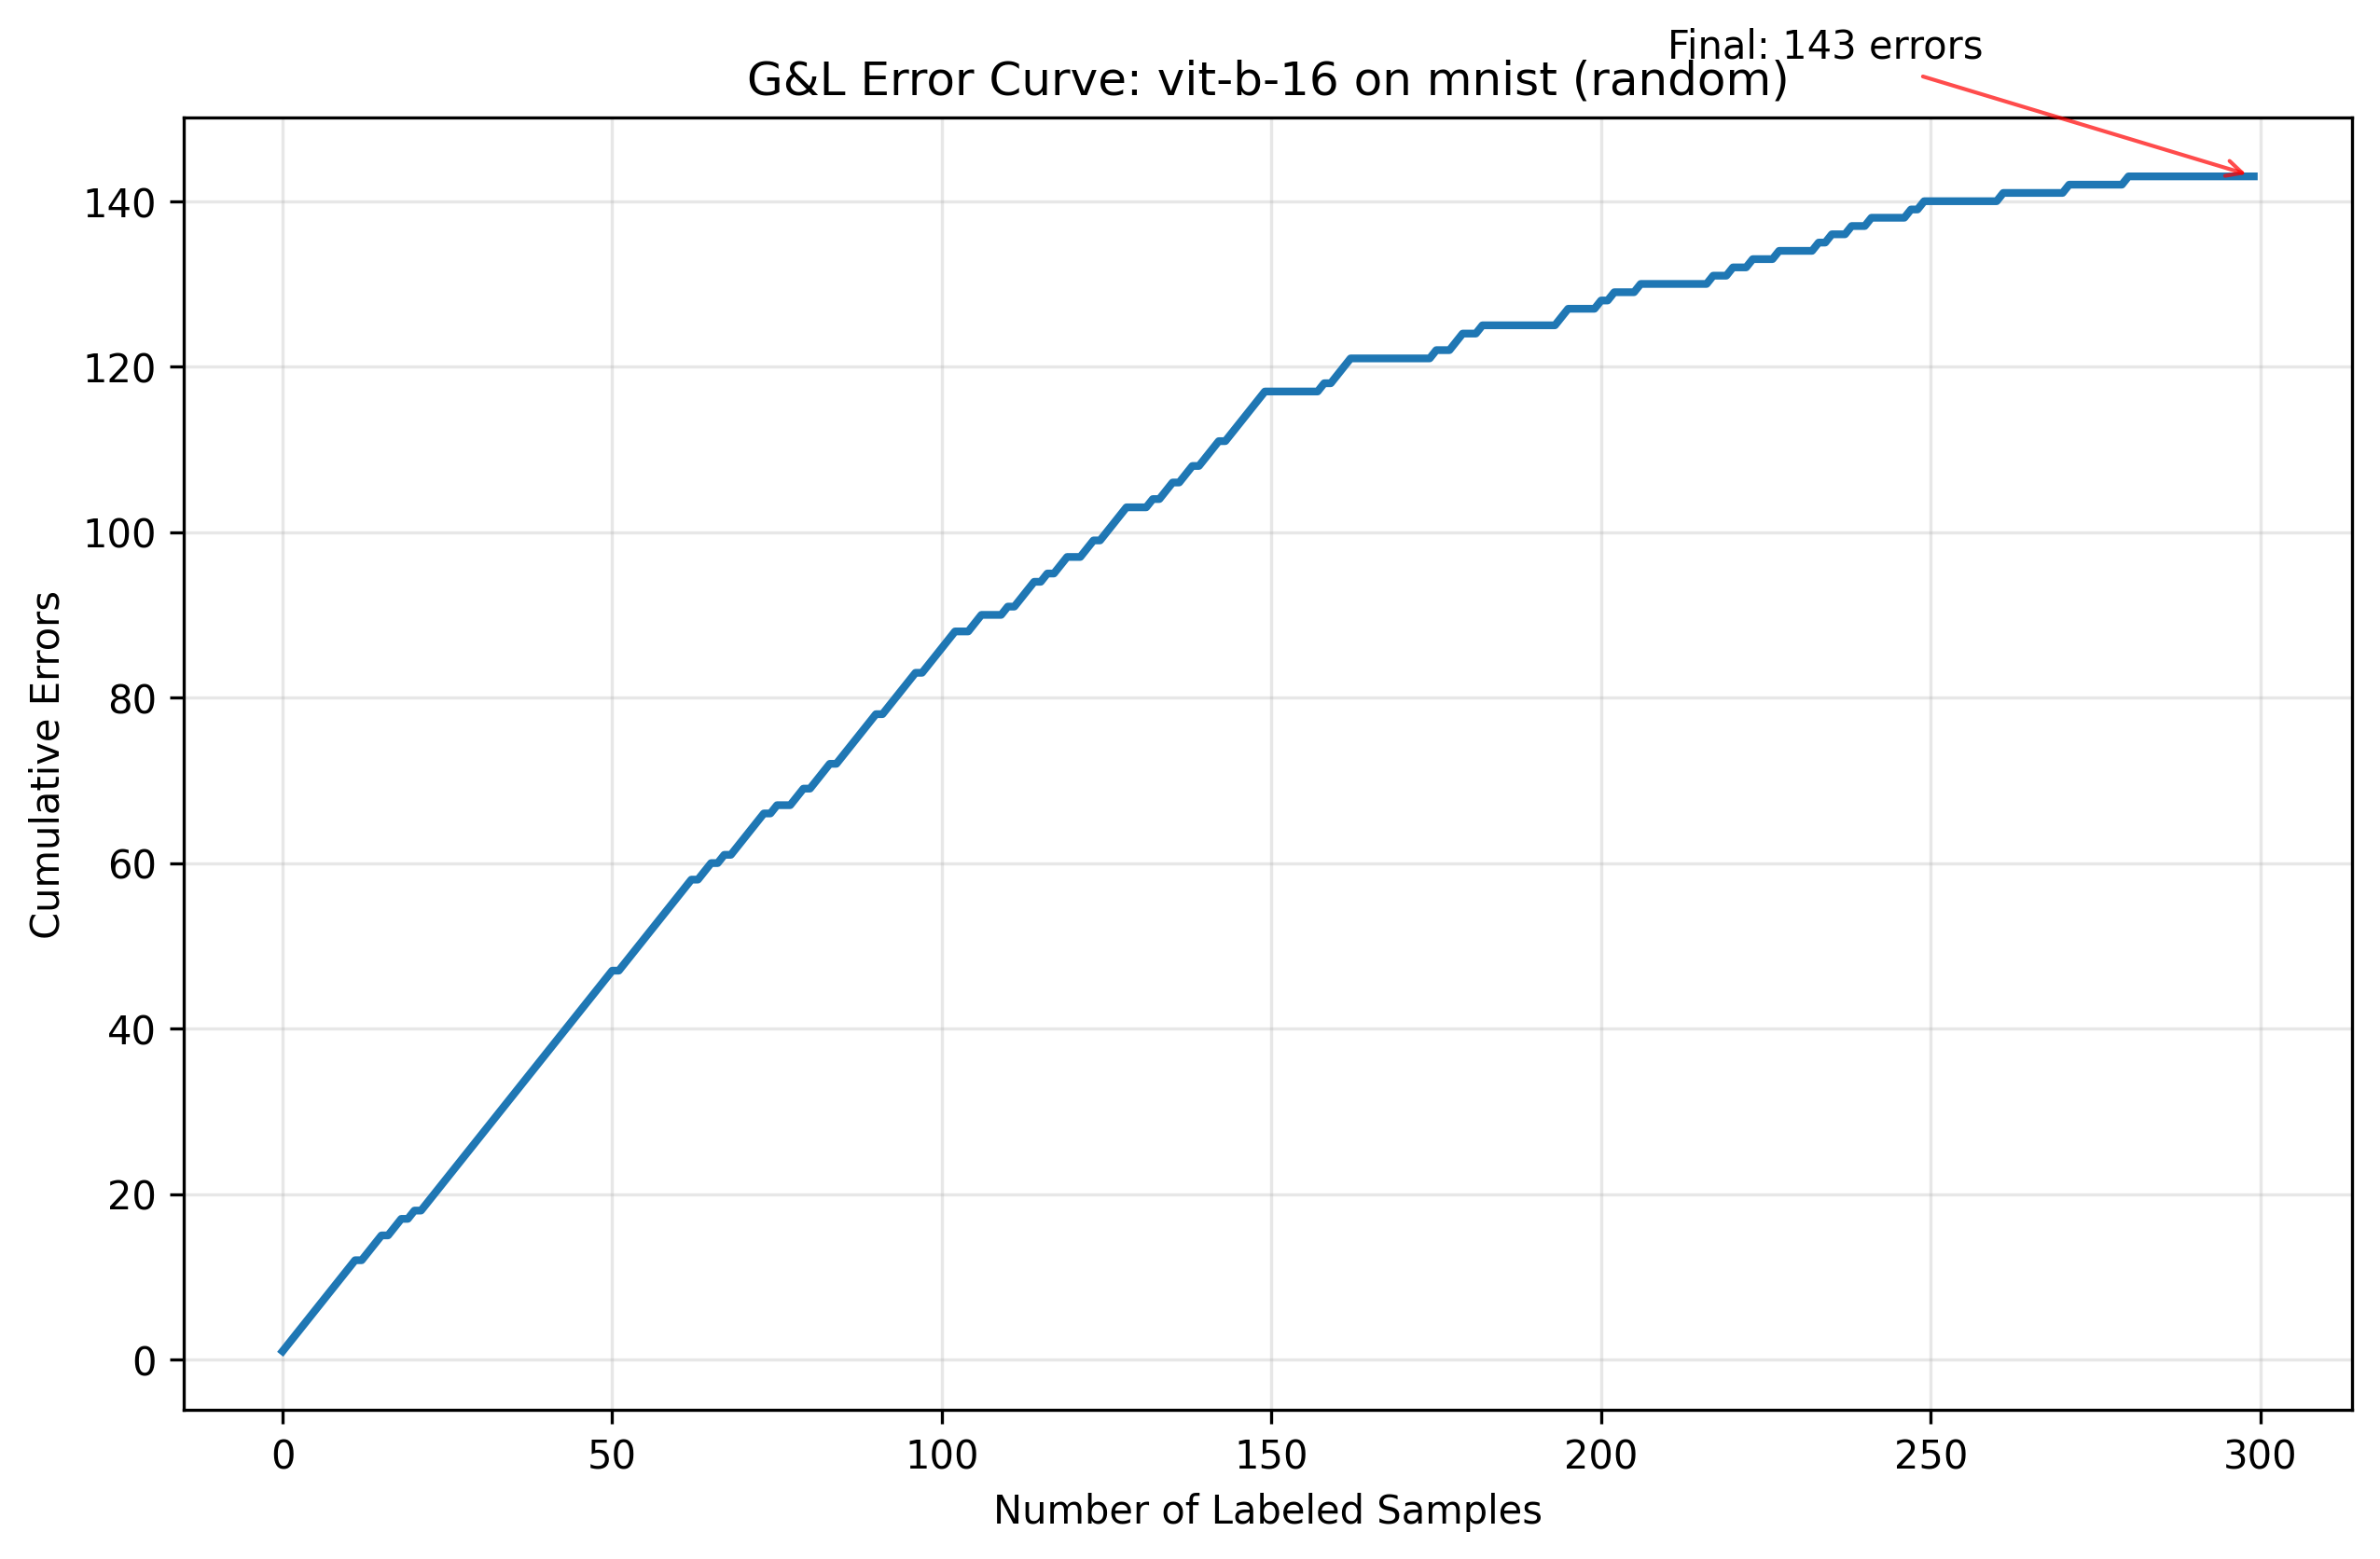 Final: 143 errors
G&L Error Curve: vit-b-16 on mnist (random)
140
120
100
80
60
40
20
0
Cumulative Errors
0 50 100 150 200 250 300
Number of Labeled Samples